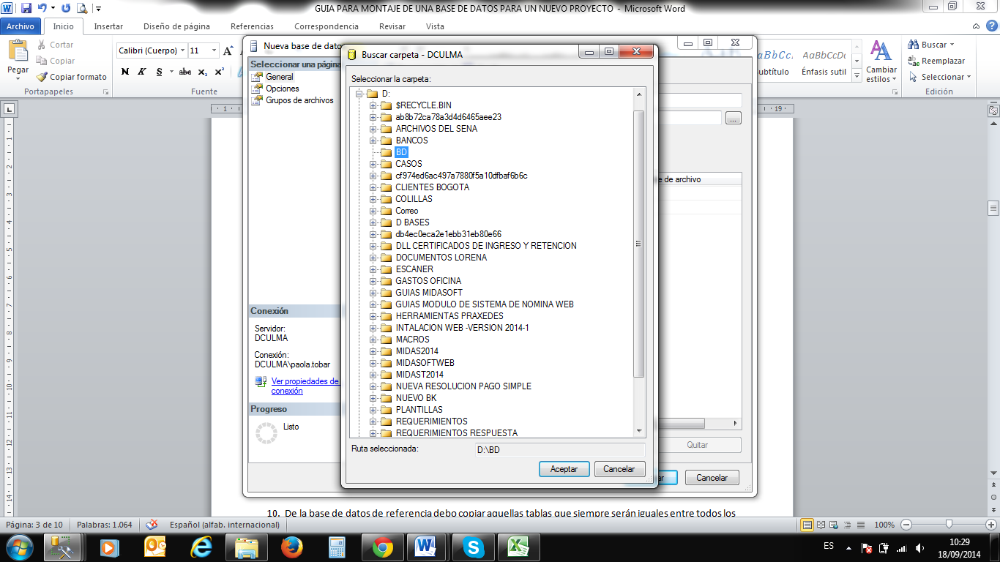 GUIA PARA MONTAJE DE UNA BASE DE DATOS PARA UN NUEVO PROYECTO - Microsoft Word
Archivo Inicio Insertar Diseño de página Referencias Correspondencia Revisar Vista
Pegar
Cortar
Copiar
Copiar formato
Portapapeles
Calibri (Cuerpo) 11
N K S abc x₂ x²
Fuente
Subtítulo
Énfasis sutil
Cambiar estilos
Buscar
Reemplazar
Seleccionar
Edición
Nueva base de dato
Seleccionar una página
General
Opciones
Grupos de archivos
Conexión
Servidor:
DCULMA
Conexión:
DCULMA\paola.tobar
Ver propiedades de
conexión
Progreso
Listo
...
e de archivo
Quitar
Cancelar
Buscar carpeta - DCULMA
Seleccionar la carpeta:
D:
$RECYCLE.BIN
ab8b72ca78a3d4d6465aee23
ARCHIVOS DEL SENA
BANCOS
BD
CASOS
cf974ed6ac497a7880f5a10dfbaf6b6c
CLIENTES BOGOTA
COLILLAS
Correo
D BASES
db4ec0eca2e1ebb31eb80e66
DLL CERTIFICADOS DE INGRESO Y RETENCION
DOCUMENTOS LORENA
ESCANER
GASTOS OFICINA
GUIAS MIDASOFT
GUIAS MODULO DE SISTEMA DE NOMINA WEB
HERRAMIENTAS PRAXEDES
INTALACION WEB -VERSION 2014-1
MACROS
MIDAS2014
MIDASOFTWEB
MIDAST2014
NUEVA RESOLUCION PAGO SIMPLE
NUEVO BK
PLANTILLAS
REQUERIMIENTOS
REQUERIMIENTOS RESPUESTA
Ruta seleccionada: D:\BD
Aceptar Cancelar
10. De la base de datos de referencia debo copiar aquellas tablas que siempre serán iguales entre todos los
Página: 3 de 10 Palabras: 1.064 Español (alfab. internacional) 100%
ES
10:29
18/09/2014